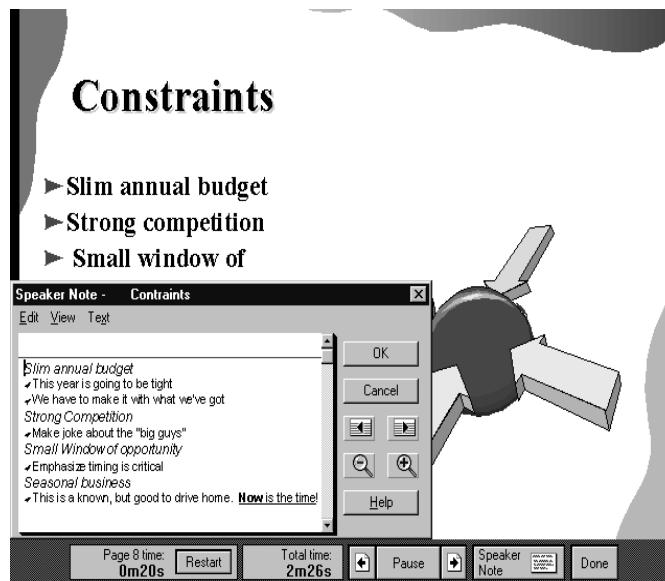 Constraints
Slim annual budget
Strong competition
Small window of
Speaker Note - Contraints
Edit View Text
Slim annual budget
This year is going to be tight
We have to make it with what we've got
Strong Competition
Make joke about the "big guys"
Small Window of opportunity
Emphasize timing is critical
Seasonal business
This is a known, but good to drive home. Now is the time!
OK
Cancel
Help
Page 8 time:
0m20s
Restart
Total time:
2m26s
Pause
Speaker
Note
Done